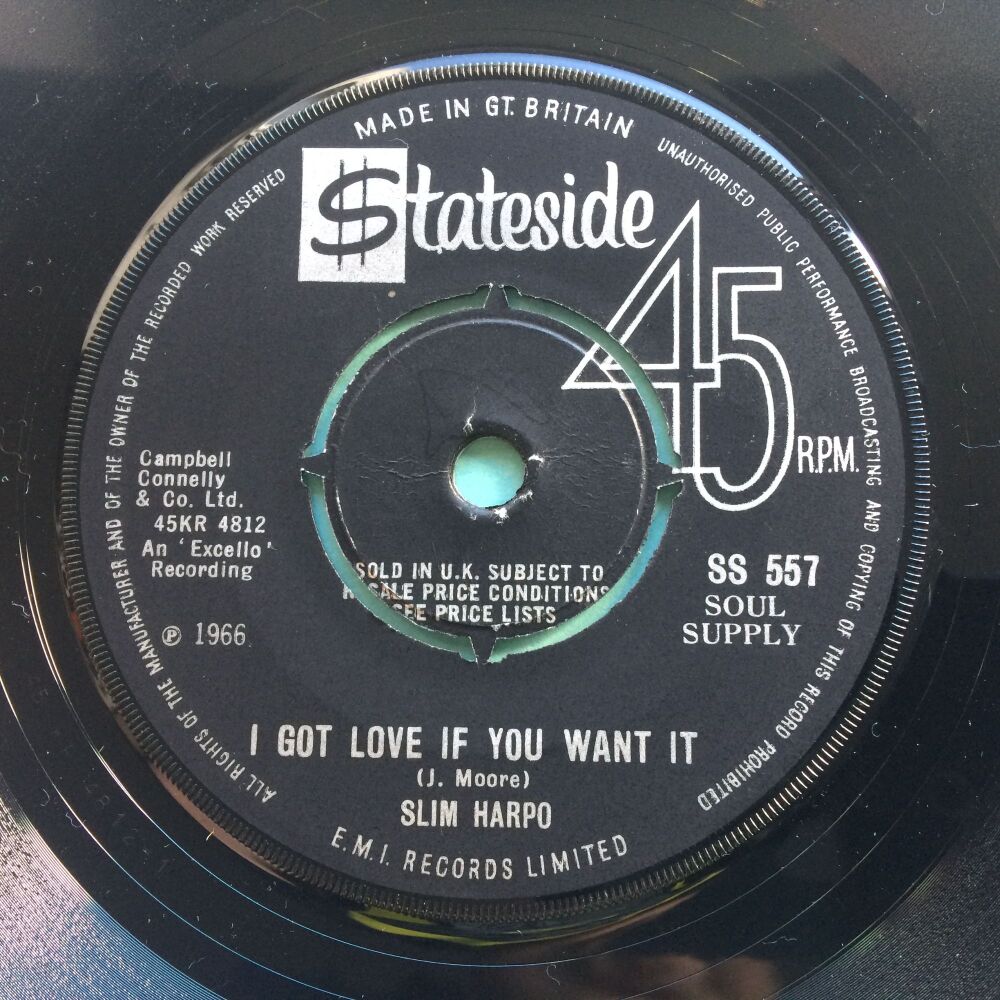 MADE IN GT. BRITAIN
$tateside
45
R.P.M.
UNAUTHORISED PUBLIC PERFORMANCE BROADCASTING AND COPYING OF THIS RECORD PROHIBITED
ALL RIGHTS OF THE MANUFACTURER AND OF THE OWNER OF THE RECORDED WORK RESERVED
Campbell
Connelly
& Co. Ltd.
45KR 4812
An 'Excello'
Recording
℗ 1966
SOLD IN U.K. SUBJECT TO
RESALE PRICE CONDITIONS
SEE PRICE LISTS
SS 557
SOUL
SUPPLY
I GOT LOVE IF YOU WANT IT
(J. Moore)
SLIM HARPO
E.M.I. RECORDS LIMITED